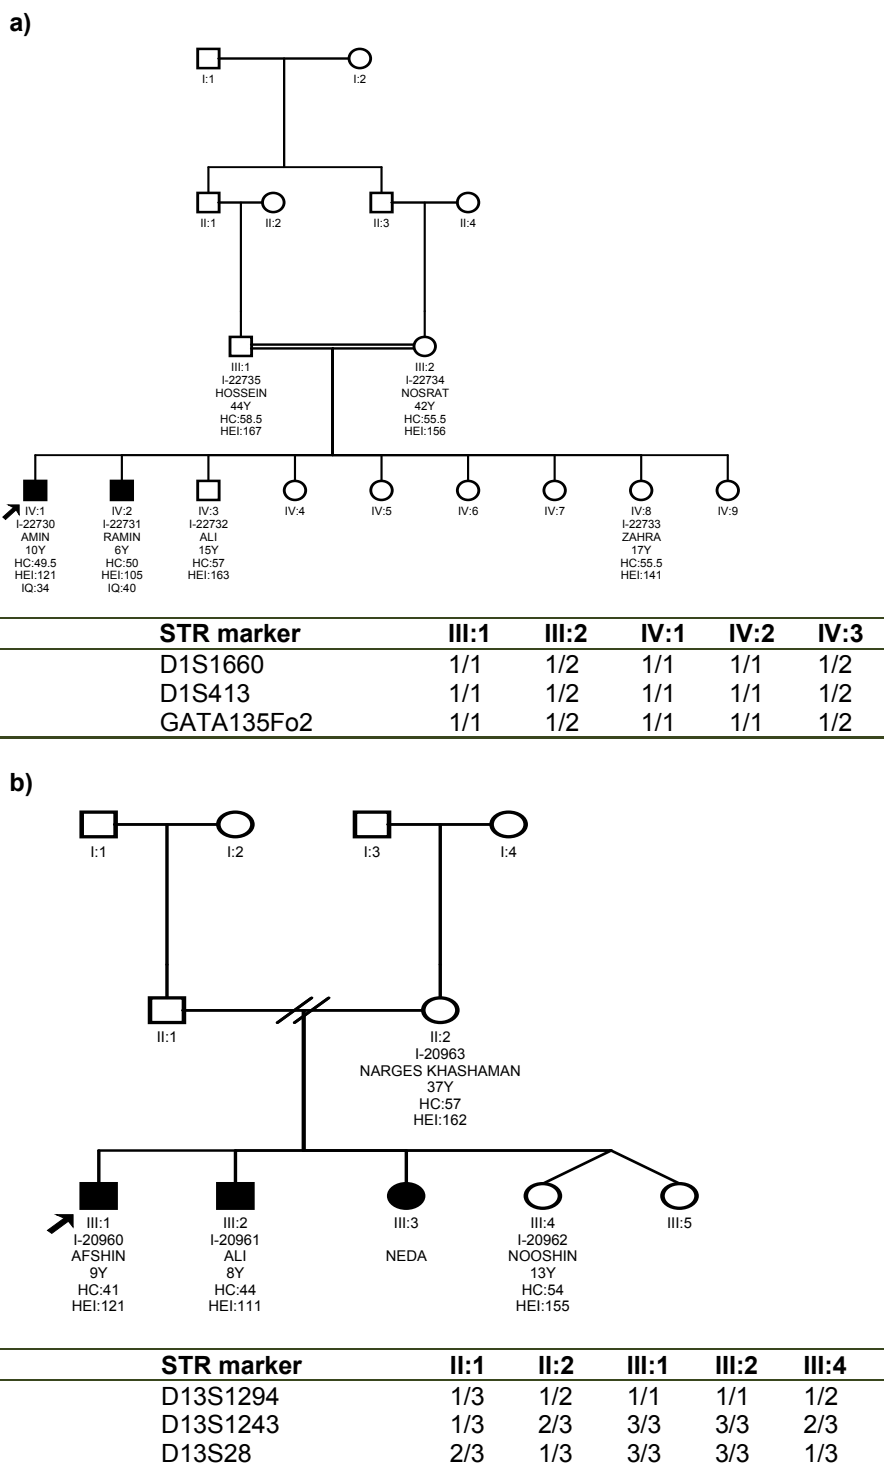 a)
I:1 I:2
II:1 II:2 II:3 II:4
III:1 III:2
I-22735 I-22734
HOSSEIN NOSRAT
44Y 42Y
HC:58.5 HC:55.5
HEI:167 HEI:156
IV:1 IV:2 IV:3 IV:4 IV:5 IV:6 IV:7 IV:8 IV:9
I-22730 I-22731 I-22732 I-22733
AMIN RAMIN ALI ZAHRA
10Y 6Y 15Y 17Y
HC:49.5 HC:50 HC:57 HC:55.5
HEI:121 HEI:105 HEI:163 HEI:141
IQ:34 IQ:40
STR marker III:1 III:2 IV:1 IV:2 IV:3
D1S1660 1/1 1/2 1/1 1/1 1/2
D1S413 1/1 1/2 1/1 1/1 1/2
GATA135Fo2 1/1 1/2 1/1 1/1 1/2
b)
I:1 I:2 I:3 I:4
II:1 II:2
I-20963
NARGES KHASHAMAN
37Y
HC:57
HEI:162
III:1 III:2 III:3 III:4 III:5
I-20960 I-20961 I-20962
AFSHIN ALI NEDA NOOSHIN
9Y 8Y 13Y
HC:41 HC:44 HC:54
HEI:121 HEI:111 HEI:155
STR marker II:1 II:2 III:1 III:2 III:4
D13S1294 1/3 1/2 1/1 1/1 1/2
D13S1243 1/3 2/3 3/3 3/3 2/3
D13S28 2/3 1/3 3/3 3/3 1/3